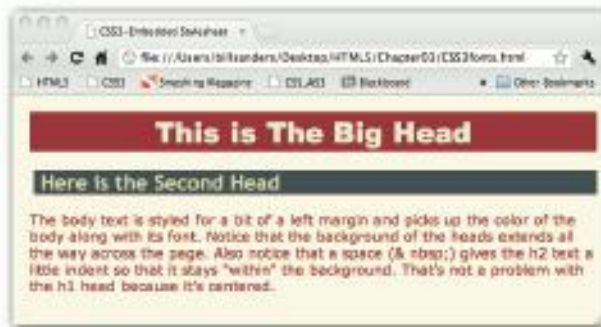 CSS3-Embedded Stylesheet
file:///Users/billsanders/Desktop/HTML5/Chapter03/CSS3fonts.html
HTML5 CSS3 Smashing Magazine Blackboard Other Bookmarks
This is The Big Head
Here is the Second Head
The body text is styled for a bit of a left margin and picks up the color of the
body along with its font. Notice that the background of the heads extends all
the way across the page. Also notice that a space (& nbsp;) gives the h2 text a
little indent so that it stays "within" the background. That's not a problem with
the h1 head because it's centered.